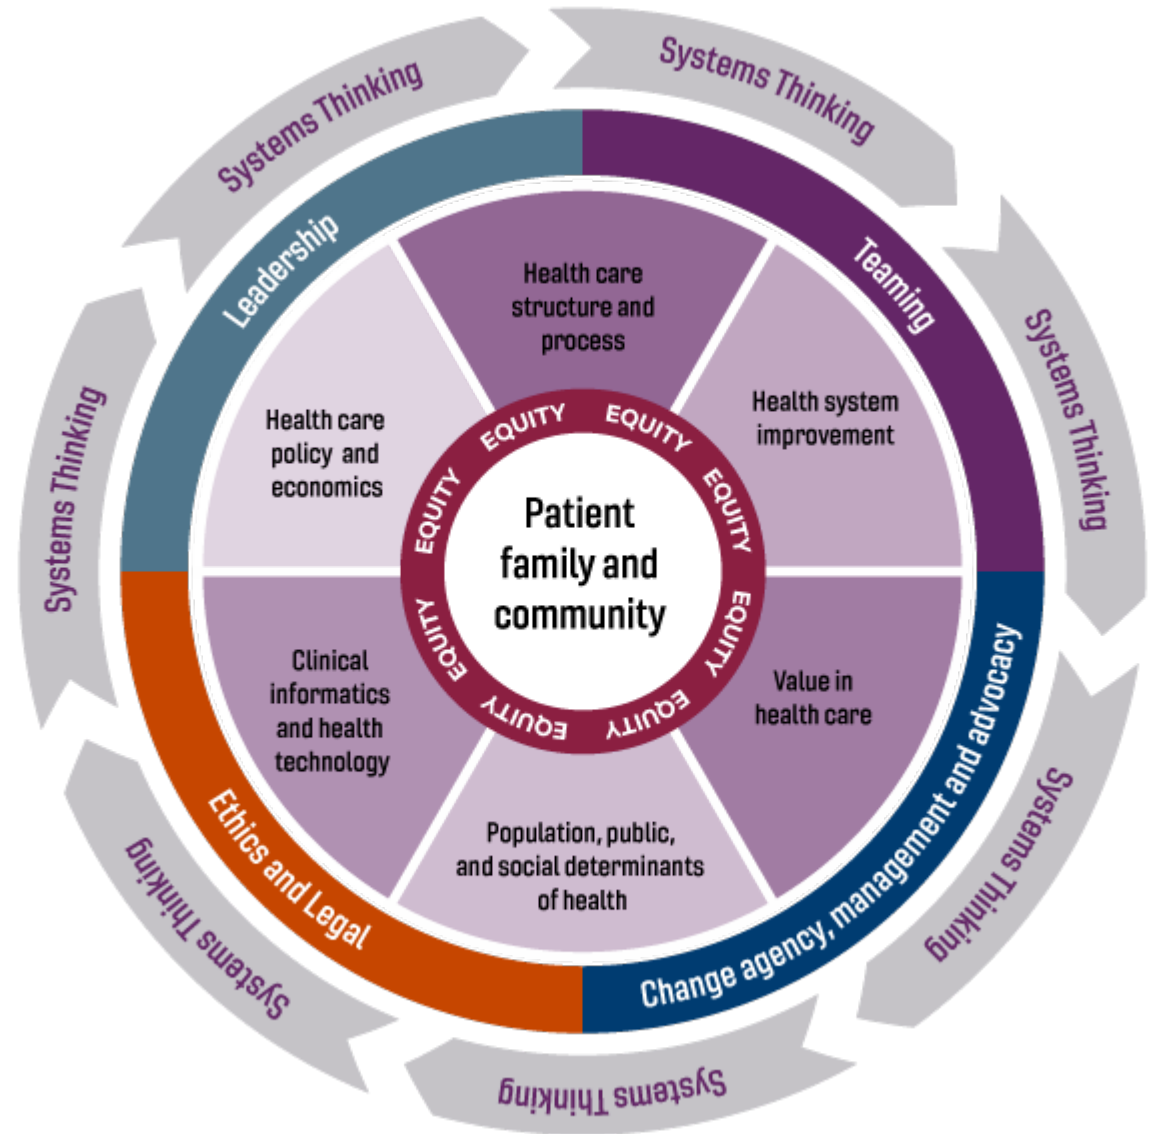 Systems Thinking
Systems Thinking
Systems Thinking
Systems Thinking
Systems Thinking
Systems Thinking
Systems Thinking
Systems Thinking
Leadership
Teaming
Change agency, management and advocacy
Ethics and Legal
Health care
structure and
process
Health system
improvement
Value in
health care
Population, public,
and social determinants
of health
Clinical
informatics
and health
technology
Health care
policy and
economics
EQUITY
EQUITY
EQUITY
EQUITY
EQUITY
EQUITY
EQUITY
EQUITY
Patient
family and
community